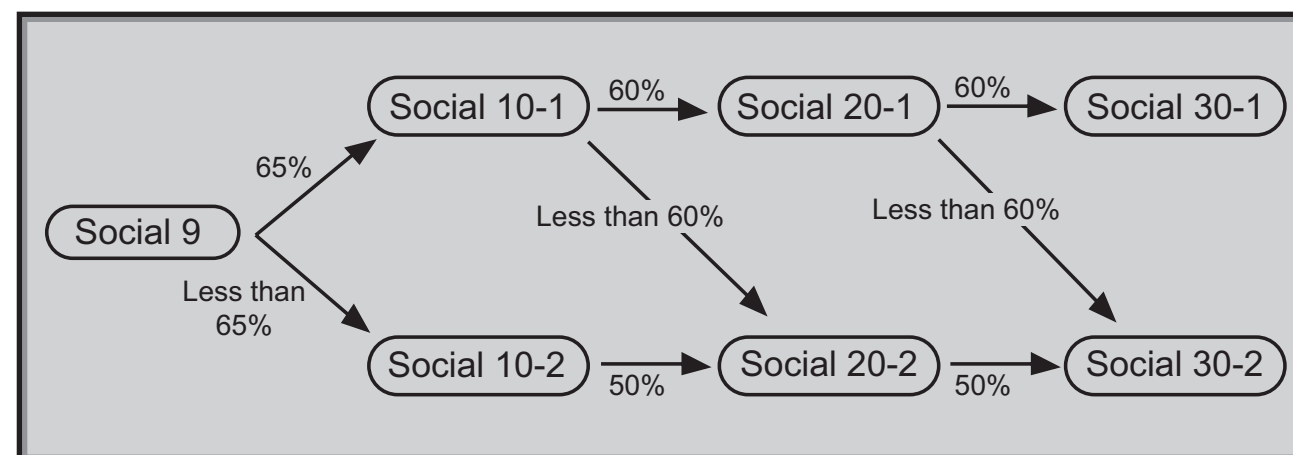 Social 10-1
60%
Social 20-1
60%
Social 30-1
65%
Less than 60%
Less than 60%
Social 9
Less than
65%
Social 10-2
50%
Social 20-2
50%
Social 30-2